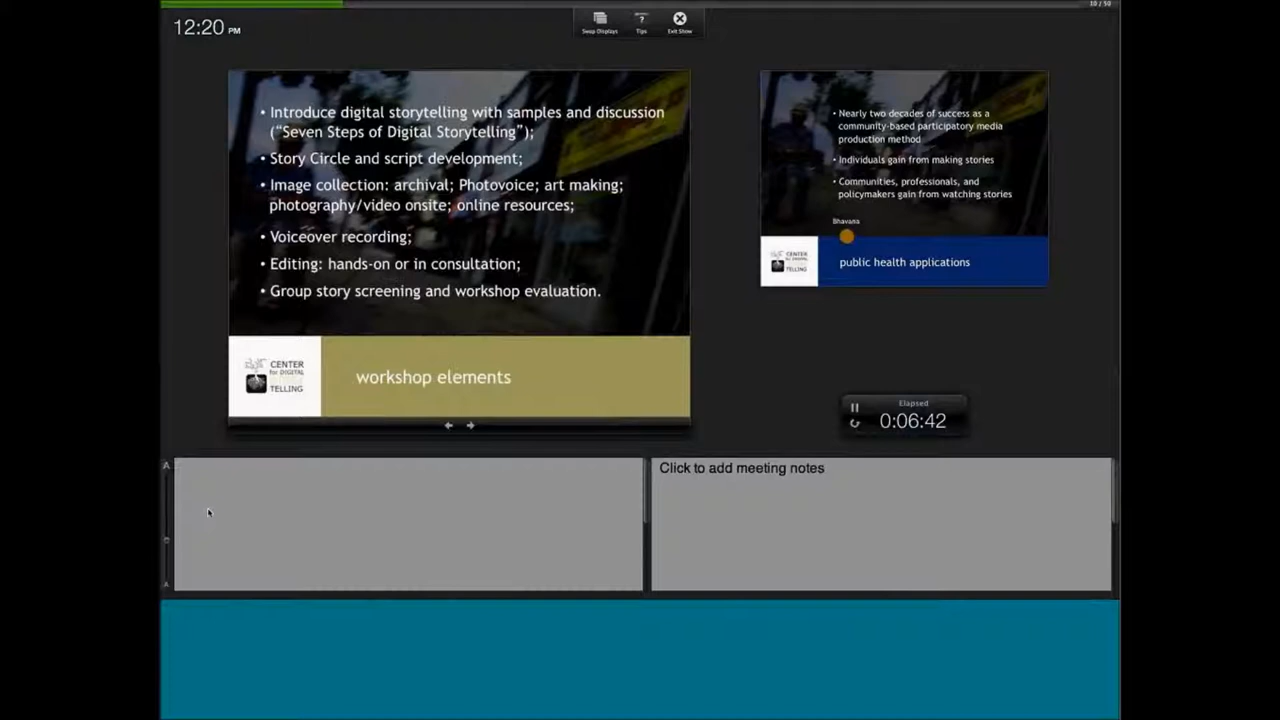 10 / 50
12:20 PM
Swap Displays
Tips
Exit Show
• Introduce digital storytelling with samples and discussion
("Seven Steps of Digital Storytelling");
• Story Circle and script development;
• Image collection: archival; Photovoice; art making;
photography/video onsite; online resources;
• Voiceover recording;
• Editing: hands-on or in consultation;
• Group story screening and workshop evaluation.
CENTER
for DIGITAL
TELLING
workshop elements
• Nearly two decades of success as a
community-based participatory media
production method
• Individuals gain from making stories
• Communities, professionals, and
policymakers gain from watching stories
Bhavana
CENTER
for DIGITAL
TELLING
public health applications
Elapsed
0:06:42
A
A
Click to add meeting notes